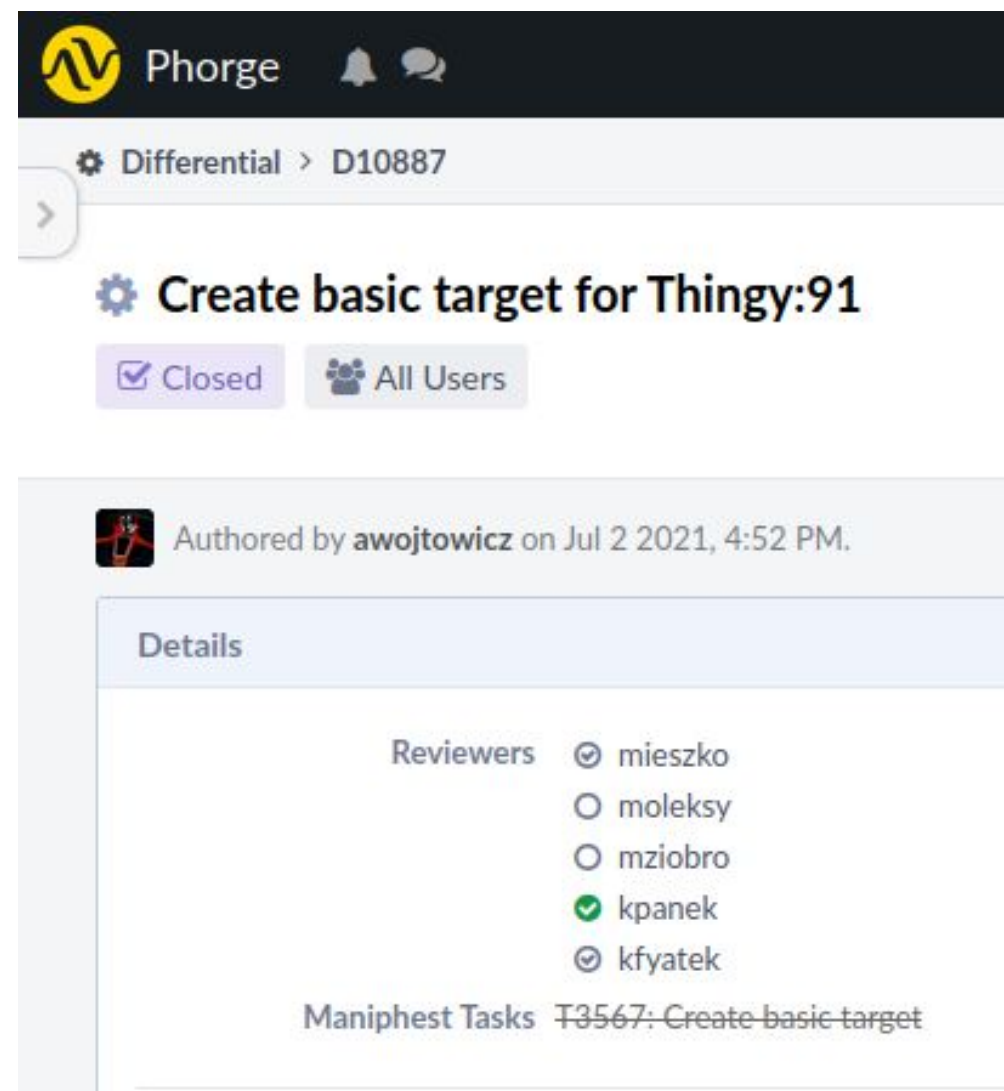 Phorge
Differential > D10887
Create basic target for Thingy:91
Closed All Users
Authored by awojtowicz on Jul 2 2021, 4:52 PM.
Details
Reviewers mieszko
moleksy
mziobro
kpanek
kfyatek
Maniphest Tasks T3567: Create basic target